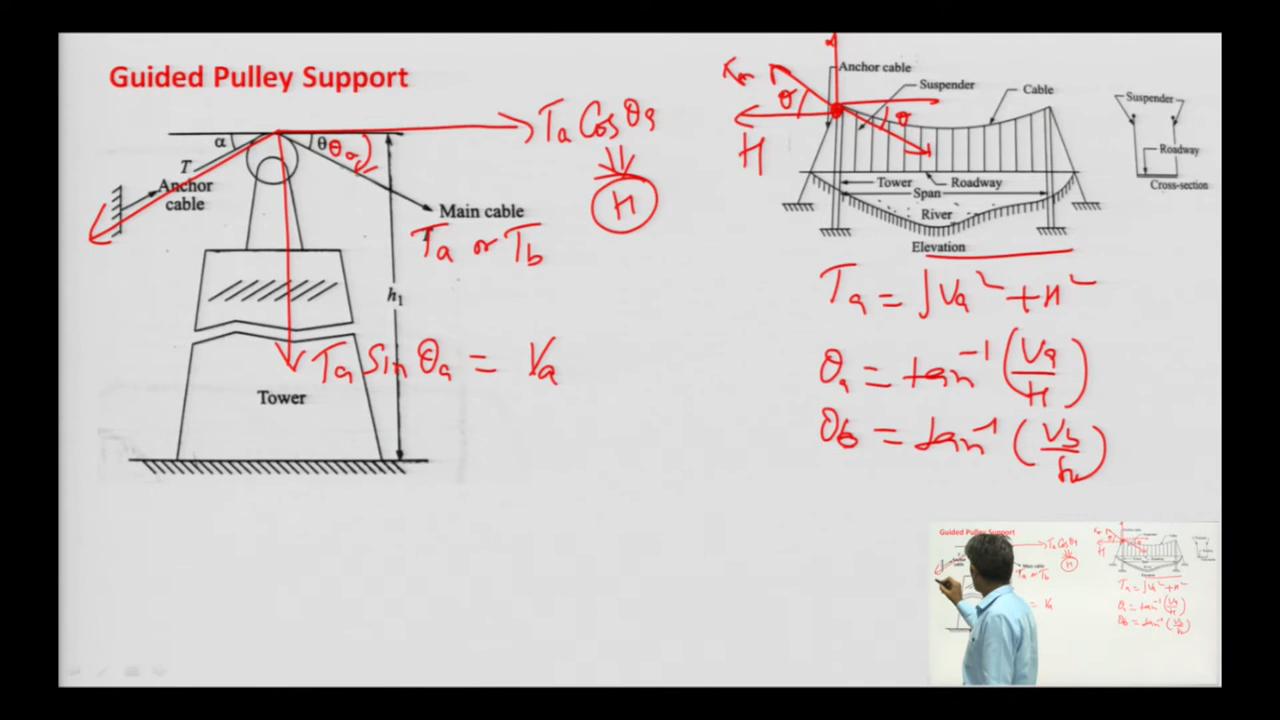 Guided Pulley Support
Ta Cos θa
H
α
θ θa
T
Anchor
cable
Main cable
Ta or Tb
h1
Ta Sin θa = Va
Tower
Anchor cable
Suspender
Cable
θ
θ
H
Tower
Roadway
Span
River
Elevation
Suspender
Roadway
Cross-section
Ta = √Va² + H²
θa = tan⁻¹ (Va/H)
θb = tan⁻¹ (Vb/H)